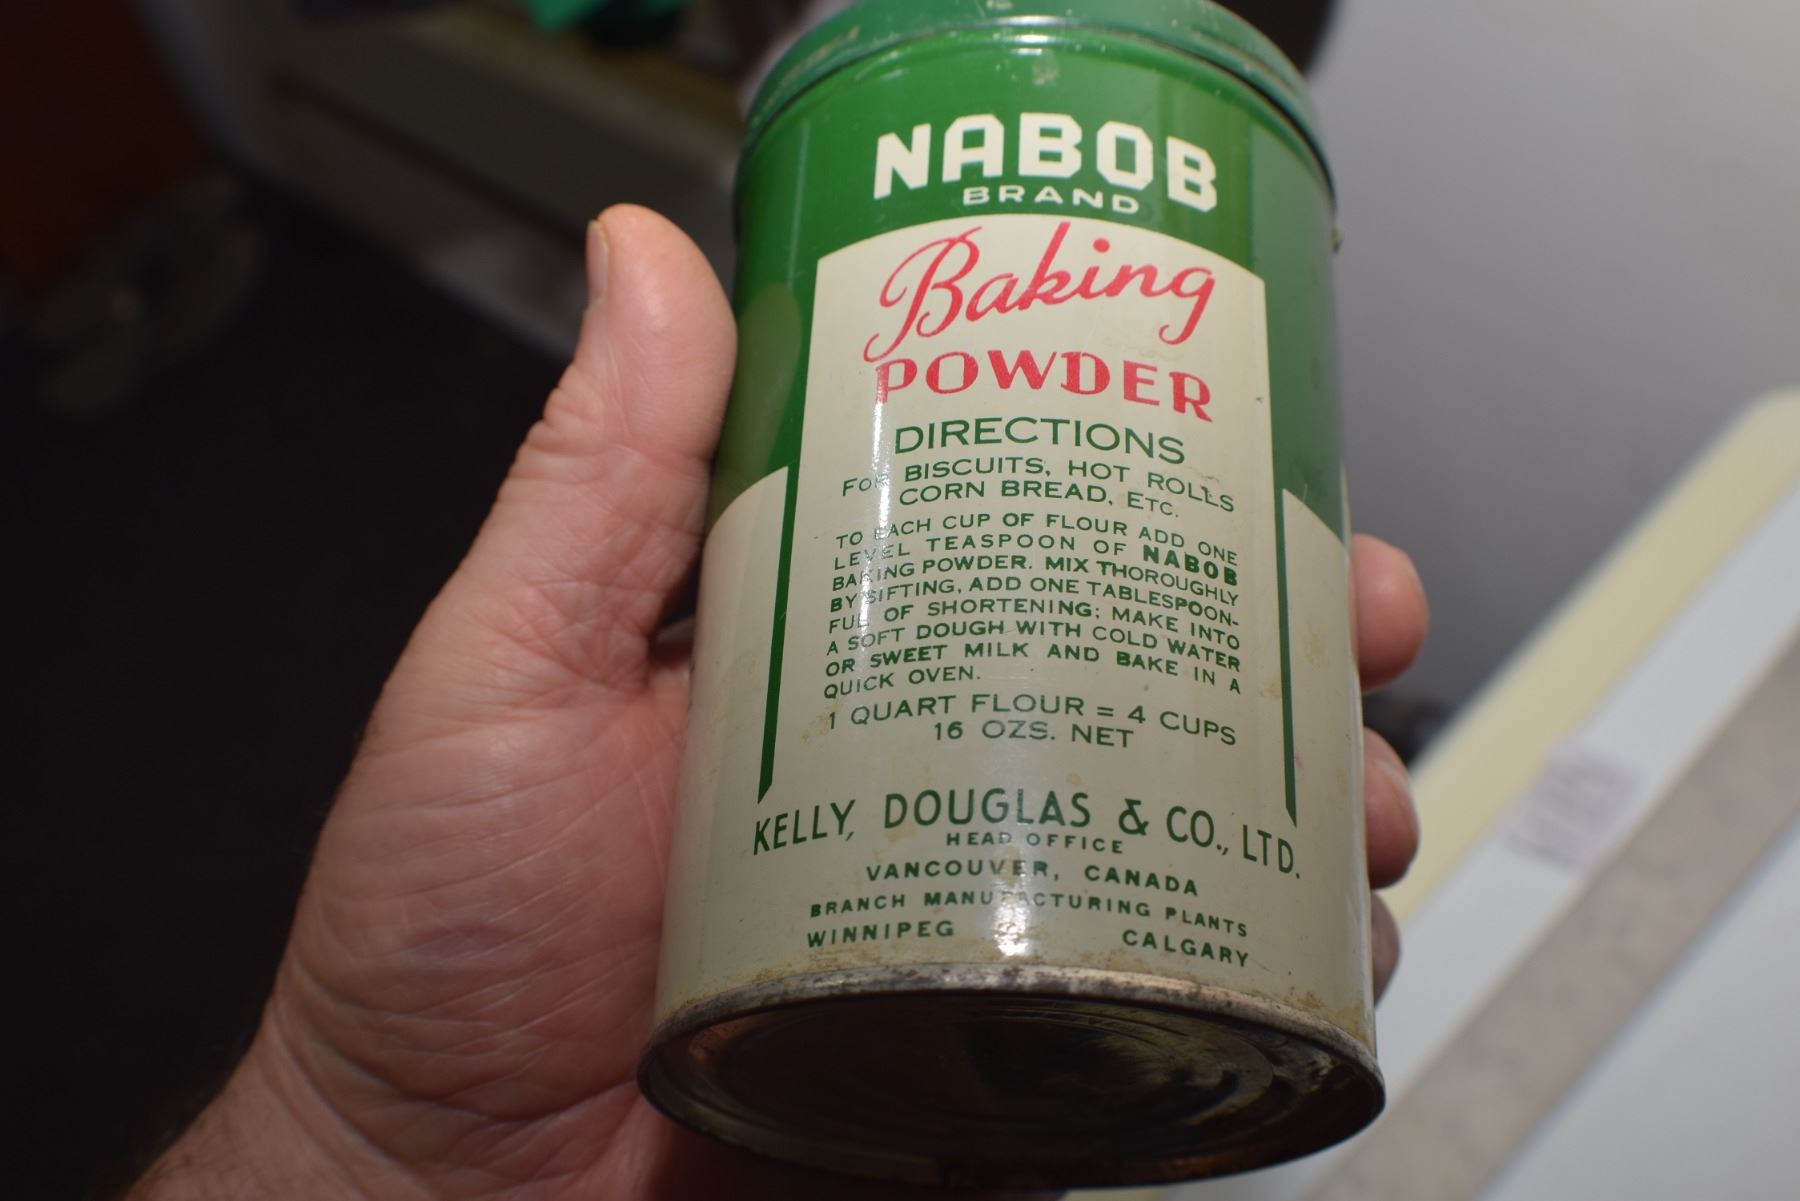 NABOB
BRAND
Baking
POWDER
DIRECTIONS
FOR BISCUITS, HOT ROLLS
CORN BREAD, ETC.
TO EACH CUP OF FLOUR ADD ONE
LEVEL TEASPOON OF NABOB
BAKING POWDER. MIX THOROUGHLY
BY SIFTING, ADD ONE TABLESPOON-
FUL OF SHORTENING; MAKE INTO
A SOFT DOUGH WITH COLD WATER
OR SWEET MILK AND BAKE IN A
QUICK OVEN.
1 QUART FLOUR = 4 CUPS
16 OZS. NET
KELLY, DOUGLAS & CO., LTD.
HEAD OFFICE
VANCOUVER, CANADA
BRANCH MANUFACTURING PLANTS
WINNIPEG CALGARY